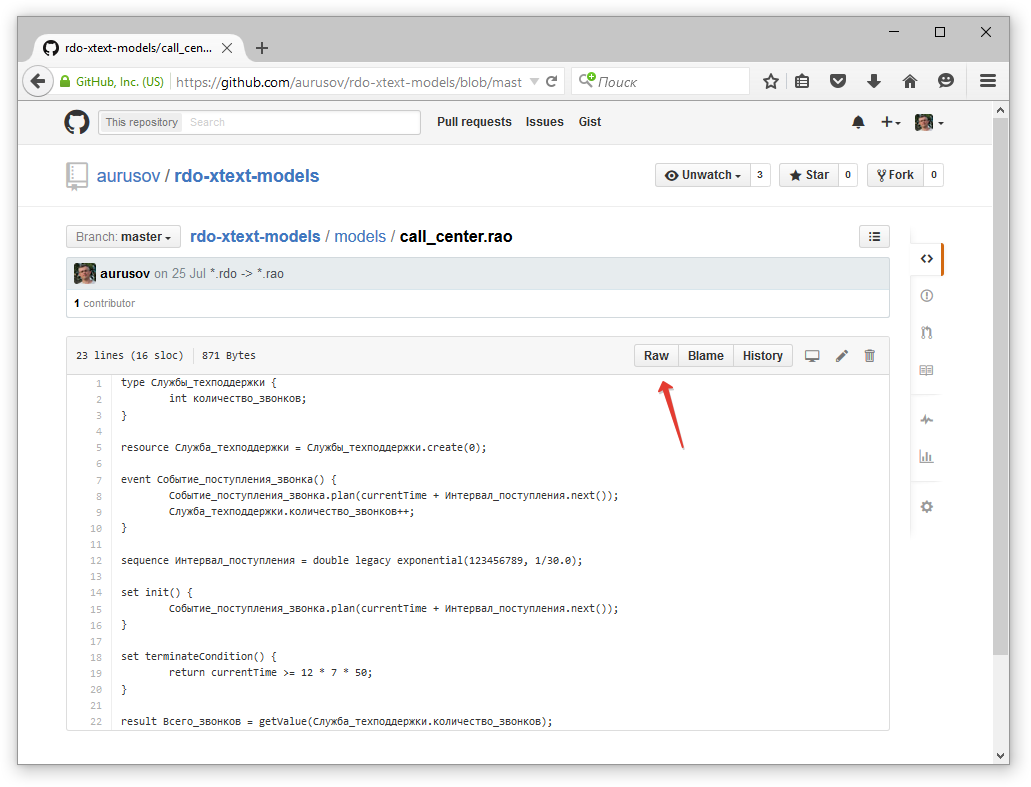 rdo-xtext-models/call_cen...
GitHub, Inc. (US)
https://github.com/aurusov/rdo-xtext-models/blob/mast
Поиск
This repository
Search
Pull requests
Issues
Gist
aurusov / rdo-xtext-models
Unwatch
3
Star
0
Fork
0
Branch: master
rdo-xtext-models / models / call_center.rao
aurusov on 25 Jul *.rdo -> *.rao
1 contributor
23 lines (16 sloc)
871 Bytes
Raw
Blame
History
1 type Службы_техподдержки {
2 int количество_звонков;
3 }
4
5 resource Служба_техподдержки = Службы_техподдержки.create(0);
6
7 event Событие_поступления_звонка() {
8 Событие_поступления_звонка.plan(currentTime + Интервал_поступления.next());
9 Служба_техподдержки.количество_звонков++;
10 }
11
12 sequence Интервал_поступления = double legacy exponential(123456789, 1/30.0);
13
14 set init() {
15 Событие_поступления_звонка.plan(currentTime + Интервал_поступления.next());
16 }
17
18 set terminateCondition() {
19 return currentTime >= 12 * 7 * 50;
20 }
21
22 result Всего_звонков = getValue(Служба_техподдержки.количество_звонков);